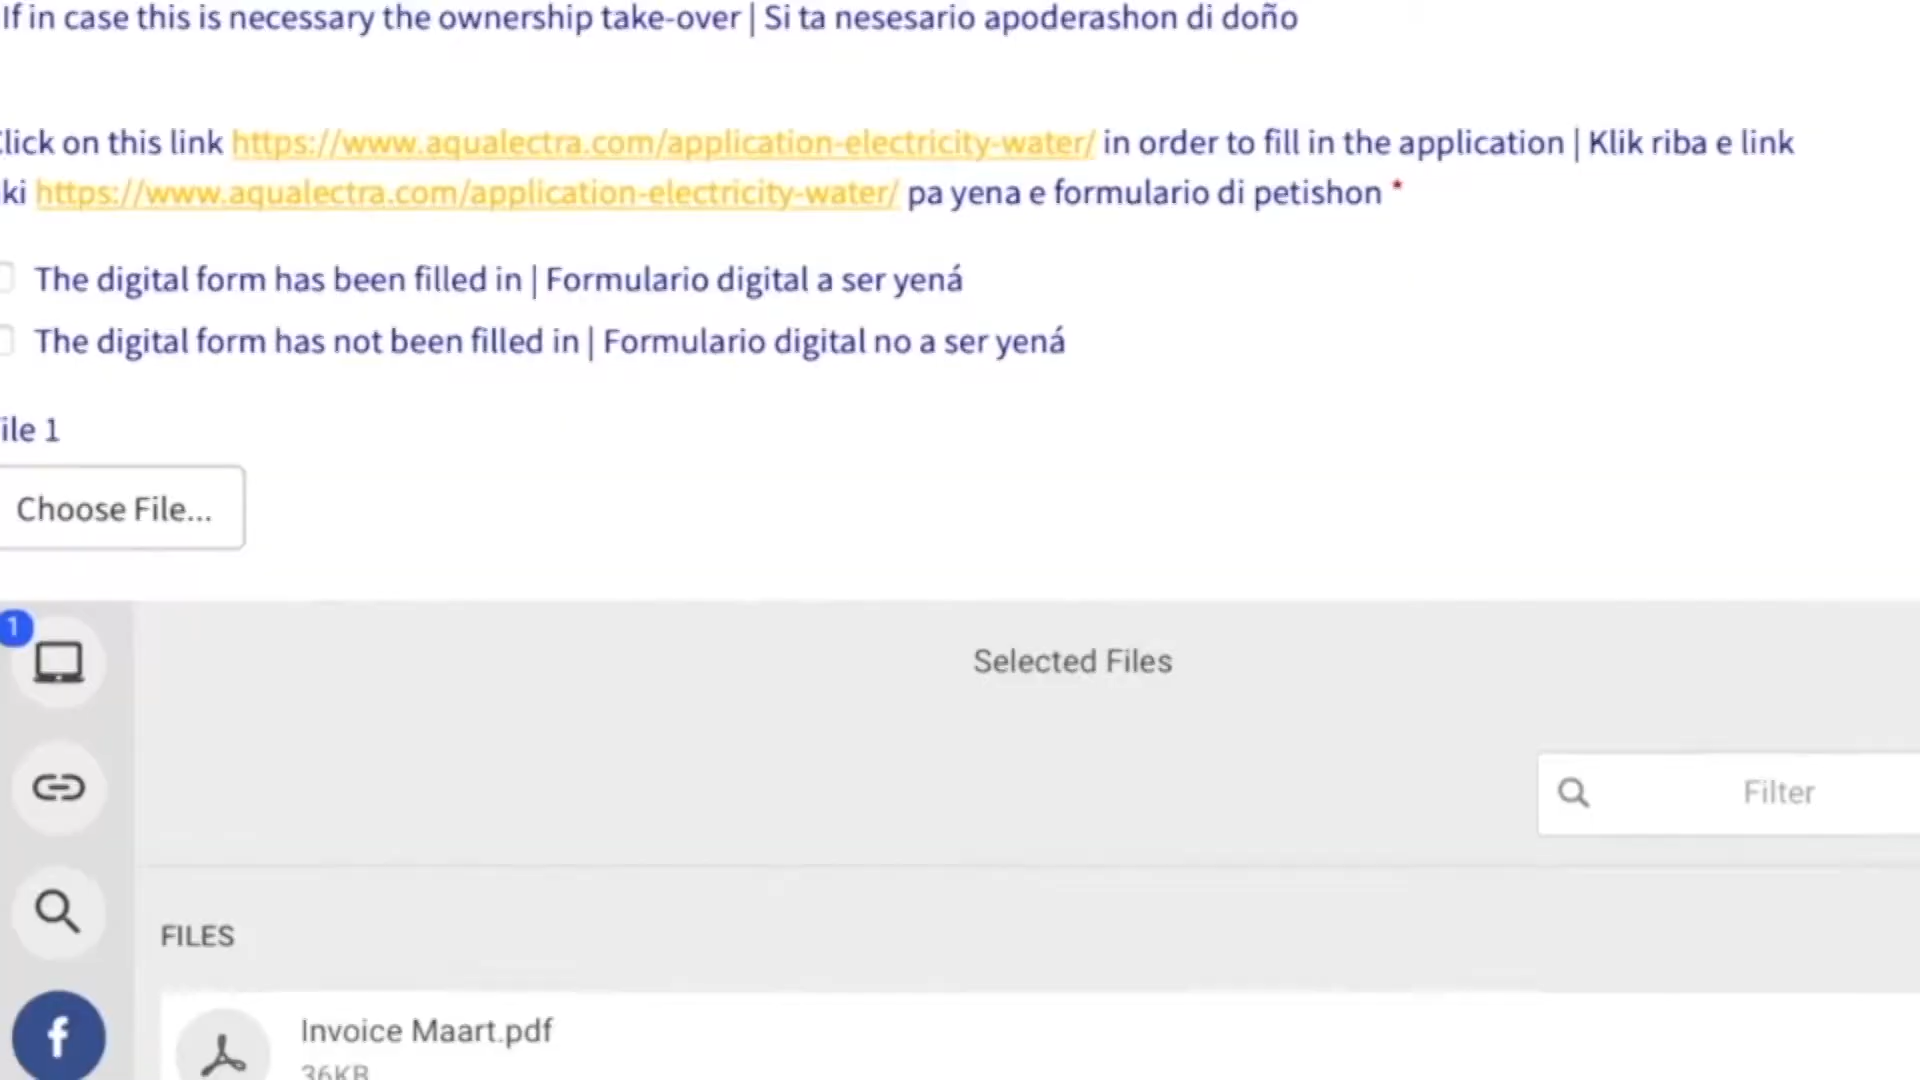 If in case this is necessary the ownership take-over | Si ta nesesario apoderashon di doño
Click on this link https://www.aqualectra.com/application-electricity-water/ in order to fill in the application | Klik riba e link
aki https://www.aqualectra.com/application-electricity-water/ pa yena e formulario di petishon *
The digital form has been filled in | Formulario digital a ser yená
The digital form has not been filled in | Formulario digital no a ser yená
File 1
Choose File...
1
Selected Files
Filter
FILES
f
Invoice Maart.pdf
36KB